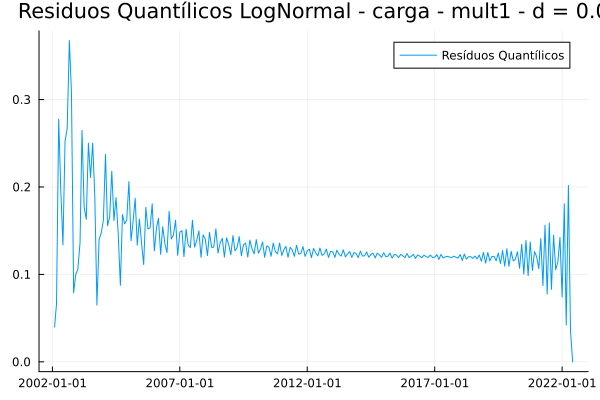 Residuos Quantílicos LogNormal - carga - mult1 - d = 0.0
Resíduos Quantílicos
0.3
0.2
0.1
0.0
2002-01-01 2007-01-01 2012-01-01 2017-01-01 2022-01-01